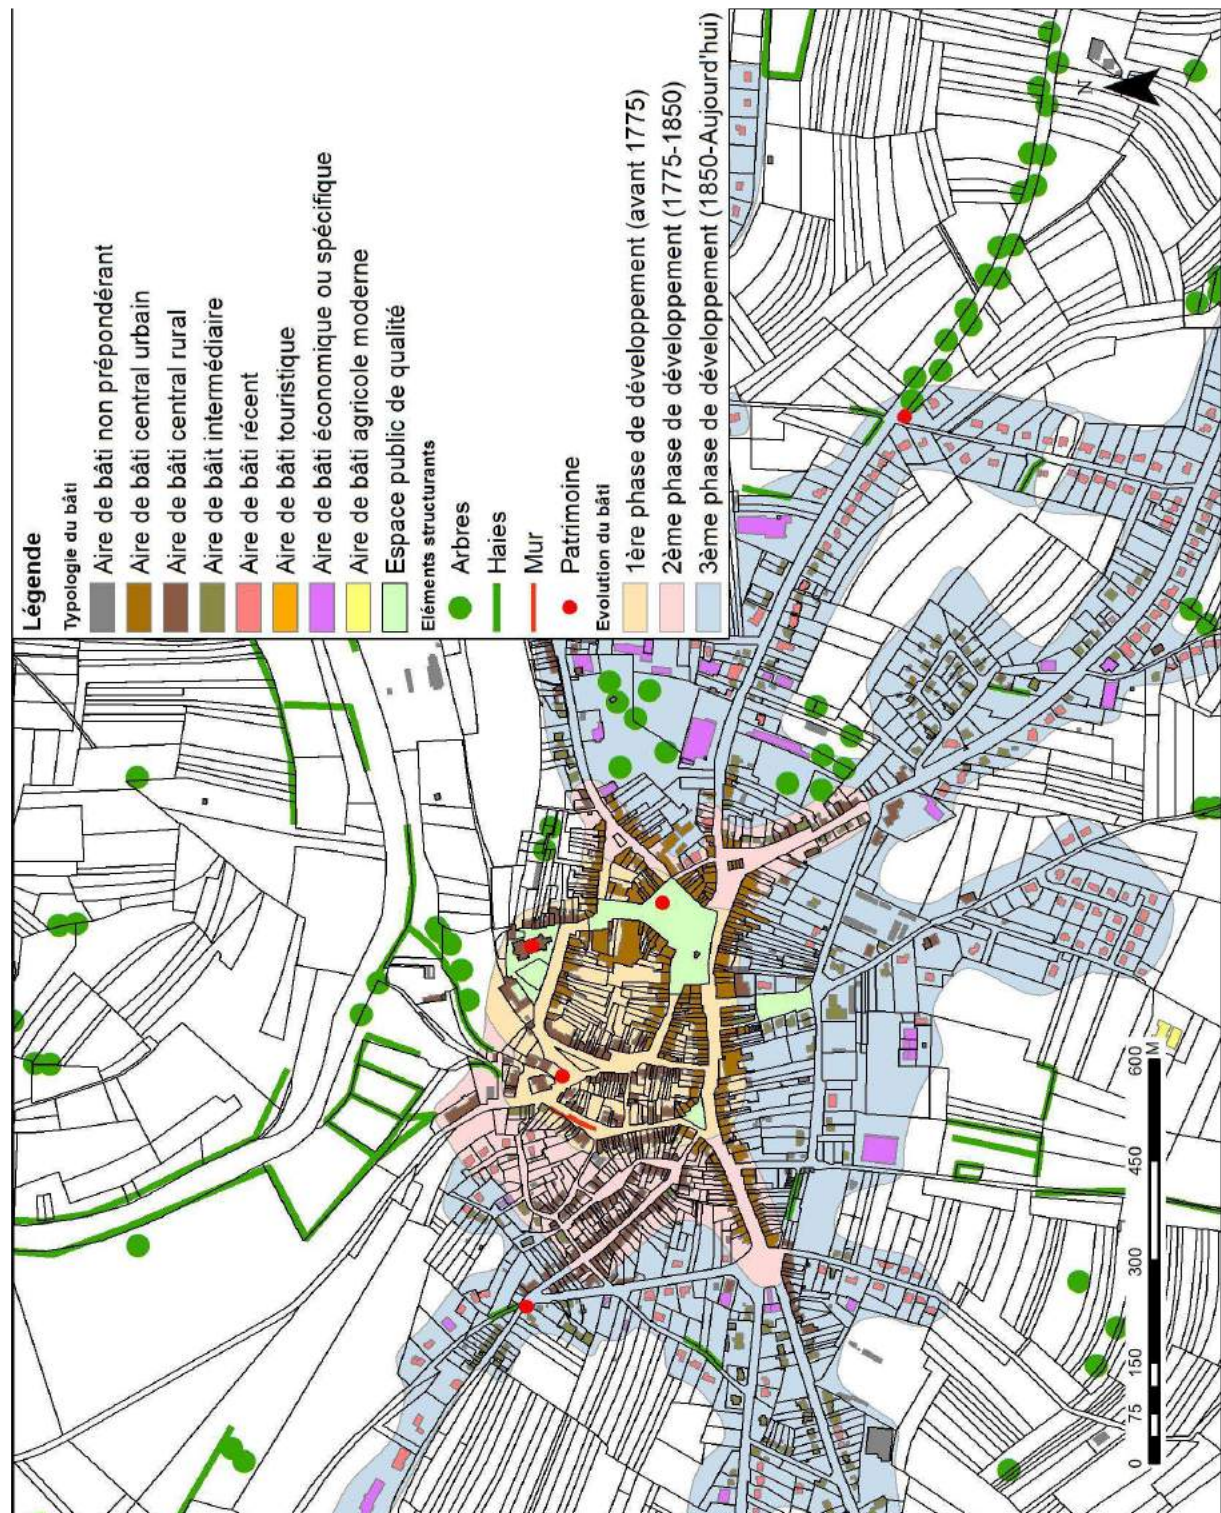 Légende
Typologie du bâti
Aire de bâti non prépondérant
Aire de bâti central urbain
Aire de bâti central rural
Aire de bâit intermédiaire
Aire de bâti récent
Aire de bâti touristique
Aire de bâti économique ou spécifique
Aire de bâti agricole moderne
Espace public de qualité
Eléments structurants
Arbres
Haies
Mur
Patrimoine
Evolution du bâti
1ère phase de développement (avant 1775)
2ème phase de développement (1775-1850)
3ème phase de développement (1850-Aujourd'hui)
N
0 75 150 300 450 600
M